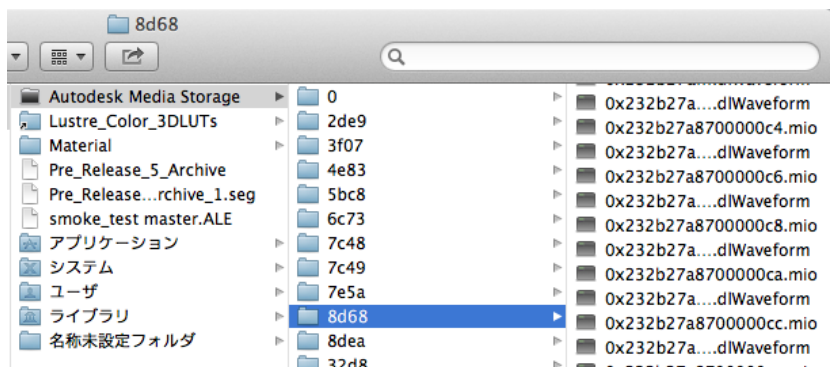 8d68
Autodesk Media Storage
Lustre_Color_3DLUTs
Material
Pre_Release_5_Archive
Pre_Release...rchive_1.seg
smoke_test master.ALE
アプリケーション
システム
ユーザ
ライブラリ
名称未設定フォルダ
0
2de9
3f07
4e83
5bc8
6c73
7c48
7c49
7e5a
8d68
8dea
32d8
0x232b27a....dlWaveform
0x232b27a8700000c4.mio
0x232b27a....dlWaveform
0x232b27a8700000c6.mio
0x232b27a....dlWaveform
0x232b27a8700000c8.mio
0x232b27a....dlWaveform
0x232b27a8700000ca.mio
0x232b27a....dlWaveform
0x232b27a8700000cc.mio
0x232b27a....dlWaveform